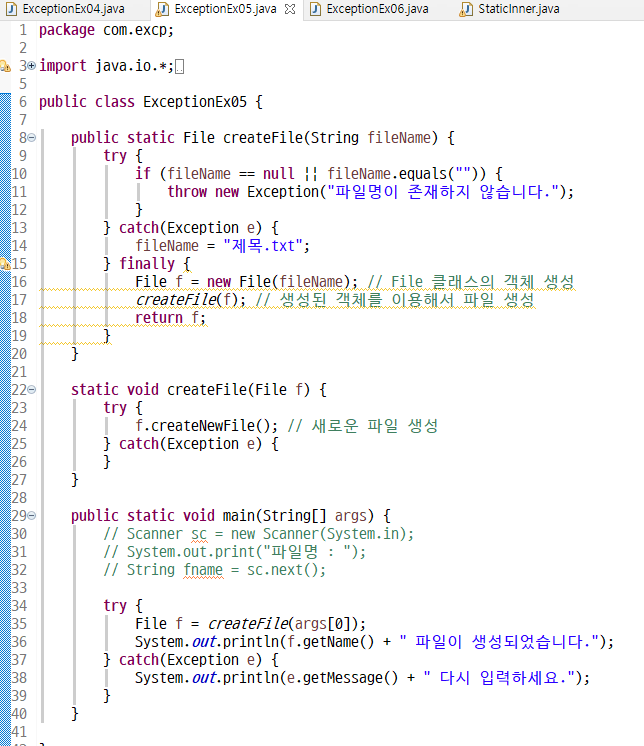 ExceptionEx04.java ExceptionEx05.java ExceptionEx06.java StaticInner.java
1 package com.excp;
2
3 import java.io.*;
5
6 public class ExceptionEx05 {
7
8 public static File createFile(String fileName) {
9 try {
10 if (fileName == null || fileName.equals("")) {
11 throw new Exception("파일명이 존재하지 않습니다.");
12 }
13 } catch(Exception e) {
14 fileName = "제목.txt";
15 } finally {
16 File f = new File(fileName); // File 클래스의 객체 생성
17 createFile(f); // 생성된 객체를 이용해서 파일 생성
18 return f;
19 }
20 }
21
22 static void createFile(File f) {
23 try {
24 f.createNewFile(); // 새로운 파일 생성
25 } catch(Exception e) {
26 }
27 }
28
29 public static void main(String[] args) {
30 // Scanner sc = new Scanner(System.in);
31 // System.out.print("파일명 : ");
32 // String fname = sc.next();
33
34 try {
35 File f = createFile(args[0]);
36 System.out.println(f.getName() + " 파일이 생성되었습니다.");
37 } catch(Exception e) {
38 System.out.println(e.getMessage() + " 다시 입력하세요.");
39 }
40 }
41